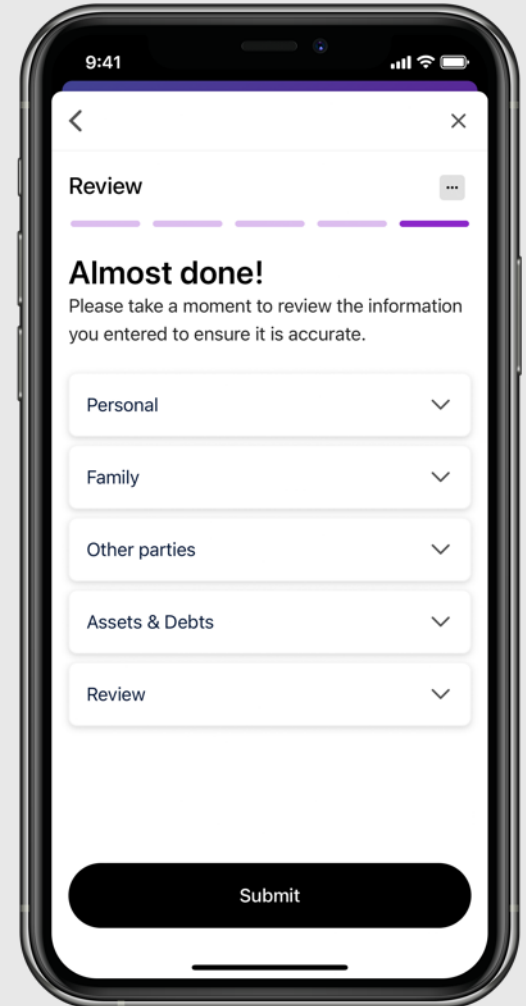 9:41
Review
Almost done!
Please take a moment to review the information
you entered to ensure it is accurate.
Personal
Family
Other parties
Assets & Debts
Review
Submit